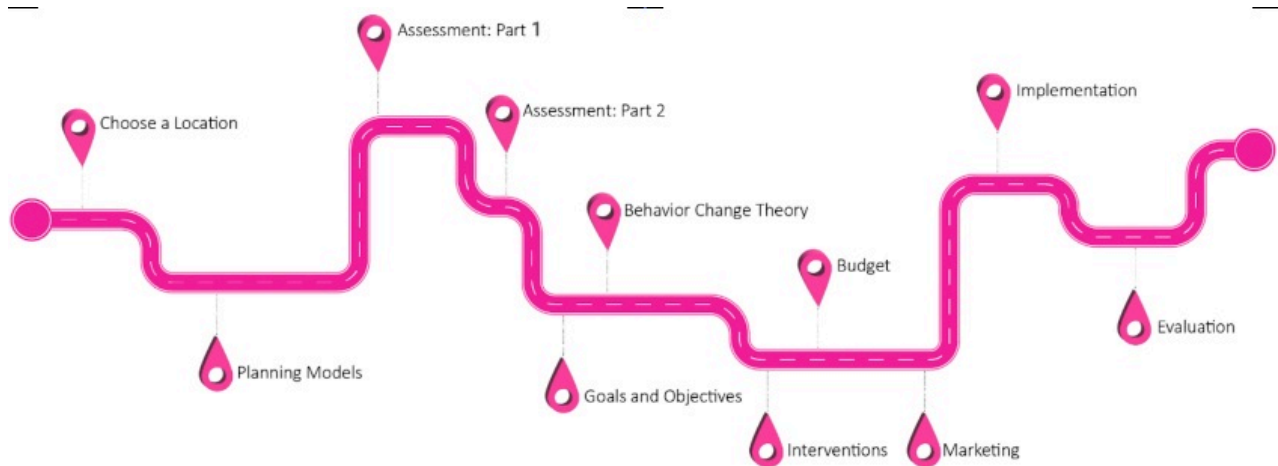 Choose a Location
Planning Models
Assessment: Part 1
Assessment: Part 2
Goals and Objectives
Behavior Change Theory
Interventions
Budget
Marketing
Implementation
Evaluation